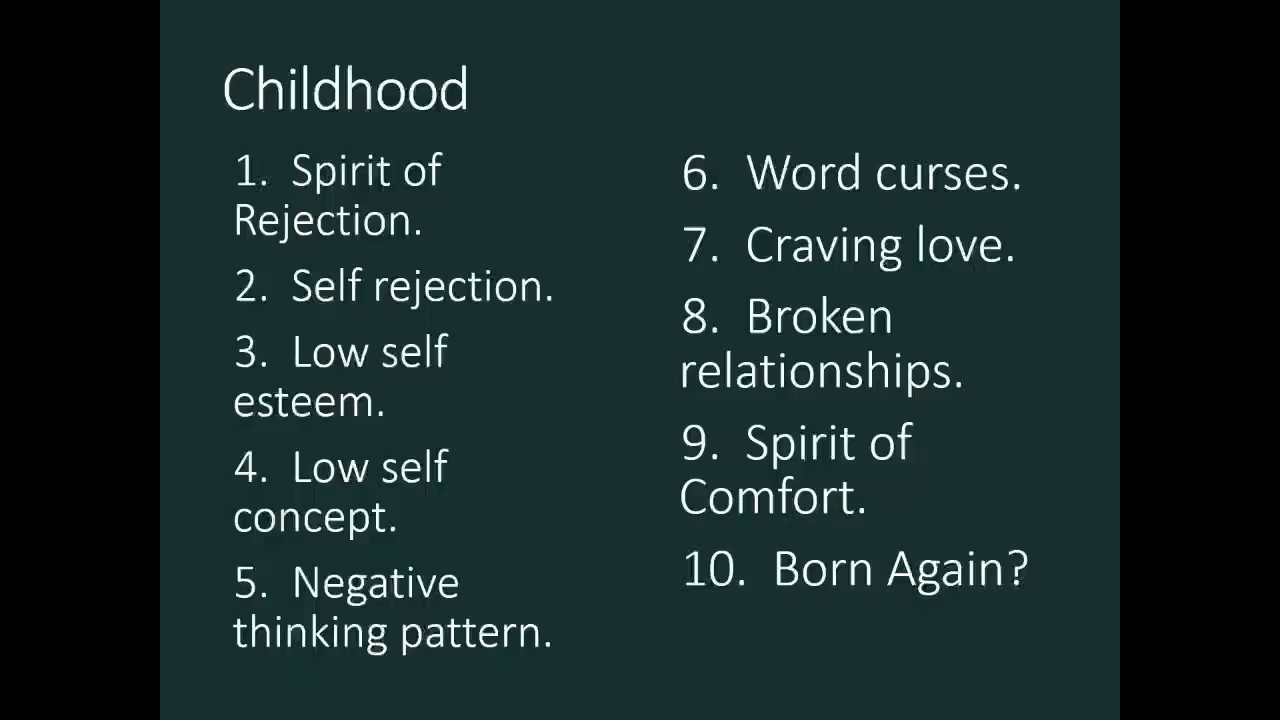 Childhood
1. Spirit of
Rejection.
2. Self rejection.
3. Low self
esteem.
4. Low self
concept.
5. Negative
thinking pattern.
6. Word curses.
7. Craving love.
8. Broken
relationships.
9. Spirit of
Comfort.
10. Born Again?